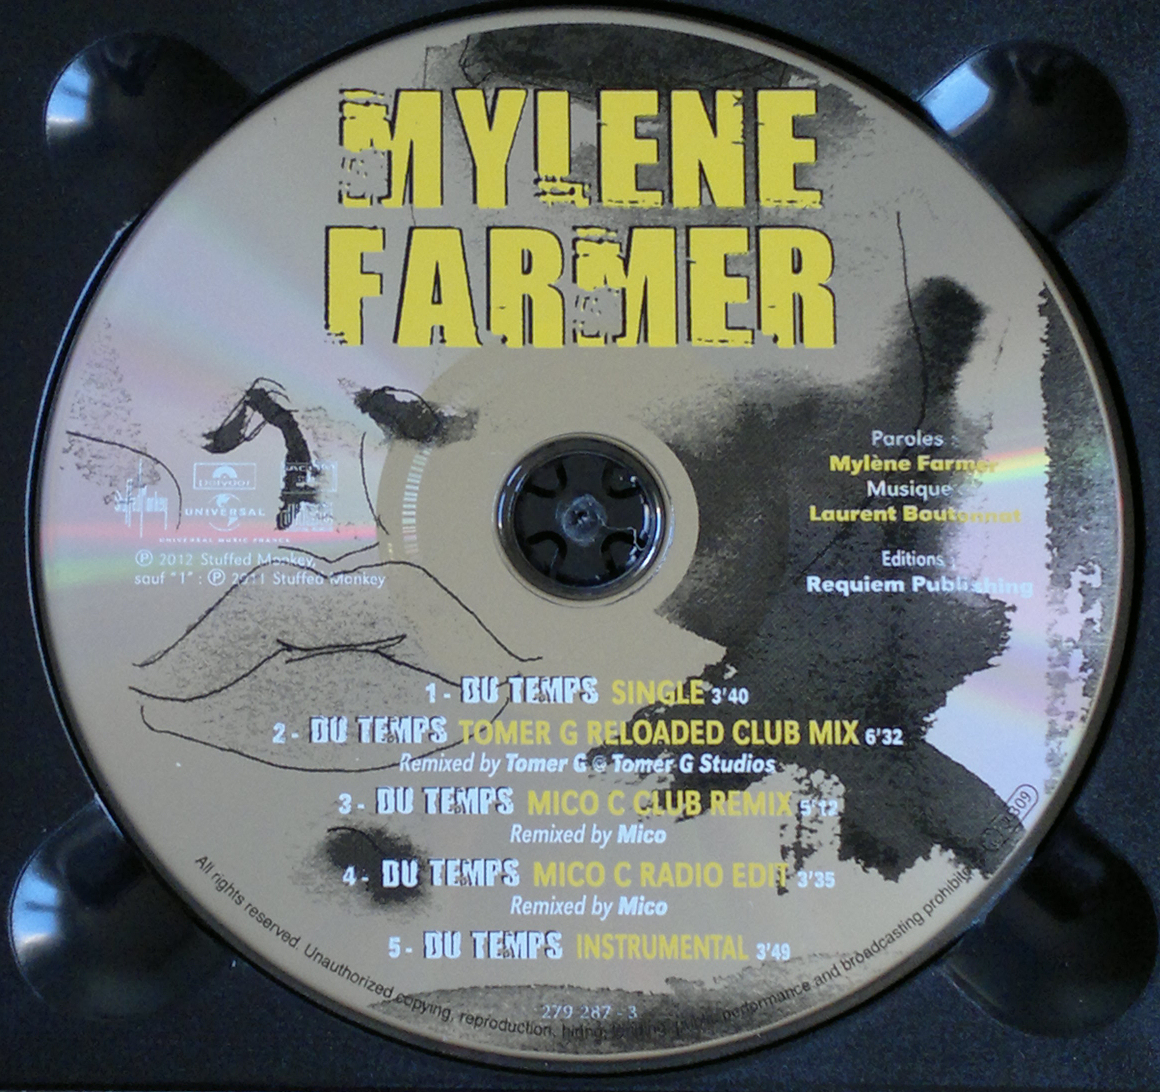 MYLENE
FARMER
Paroles :
Mylène Farmer
Musique
Laurent Boutonnat
Editions :
Requiem Publishing
polydor
UNIVERSAL
UNIVERSAL MUSIC FRANCE
℗ 2012 Stuffed Monkey,
sauf "1" : ℗ 2011 Stuffed Monkey
1 - DU TEMPS SINGLE 3'40
2 - DU TEMPS TOMER G RELOADED CLUB MIX 6'32
Remixed by Tomer G @ Tomer G Studios
3 - DU TEMPS MICO C CLUB REMIX 5'12
Remixed by Mico
4 - DU TEMPS MICO C RADIO EDIT 3'35
Remixed by Mico
5 - DU TEMPS INSTRUMENTAL 3'49
279 287 - 3
All rights reserved. Unauthorized copying, reproduction, hiring, performance and broadcasting prohibited